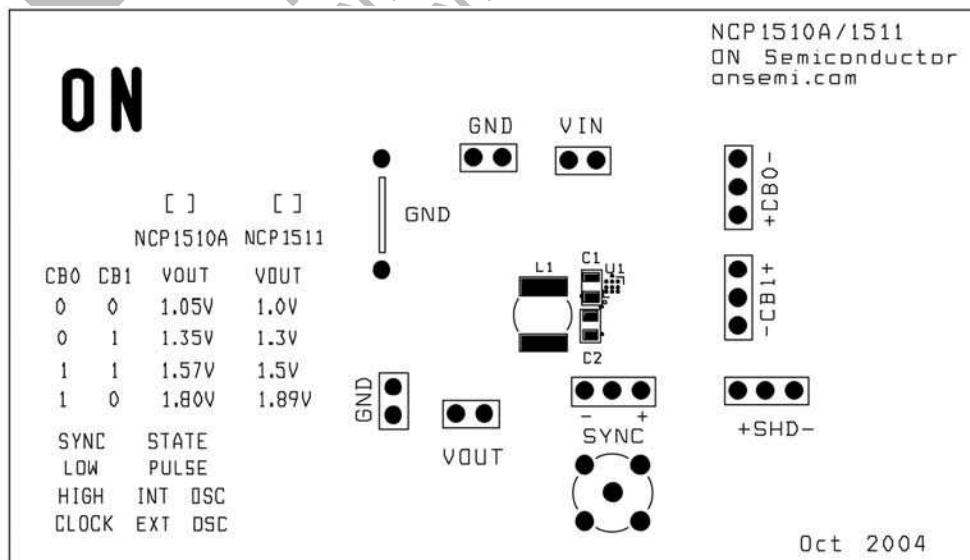 NCP1510A/1511
ON Semiconductor
onsemi.com
ON
GND VIN
+CB0-
GND
[ ] [ ]
NCP1510A NCP1511
CB0 CB1 VOUT VOUT
0 0 1.05V 1.0V
0 1 1.35V 1.3V
1 1 1.57V 1.5V
1 0 1.80V 1.89V
L1
C1
U1
C2
-CB1+
GND
VOUT
- +
SYNC
+SHD-
SYNC STATE
LOW PULSE
HIGH INT OSC
CLOCK EXT OSC
Oct 2004